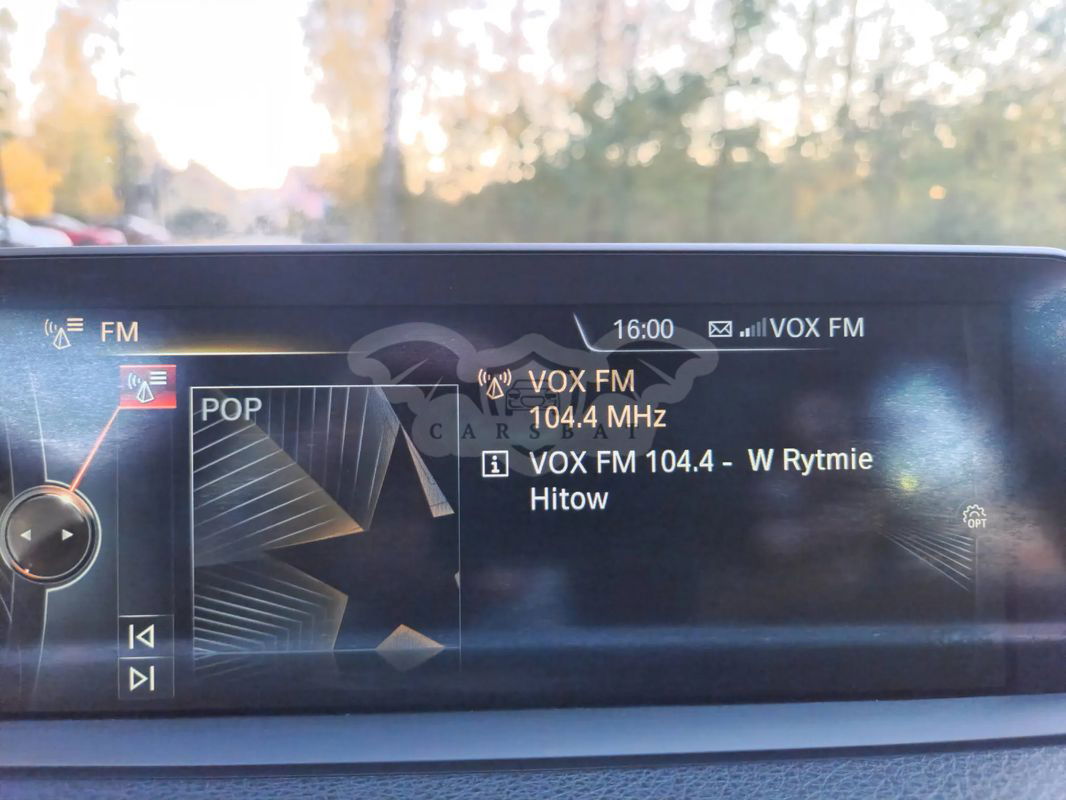 FM
16:00
VOX FM
POP
VOX FM
104.4 MHz
VOX FM 104.4 - W Rytmie
Hitow
OPT
CARSBAT